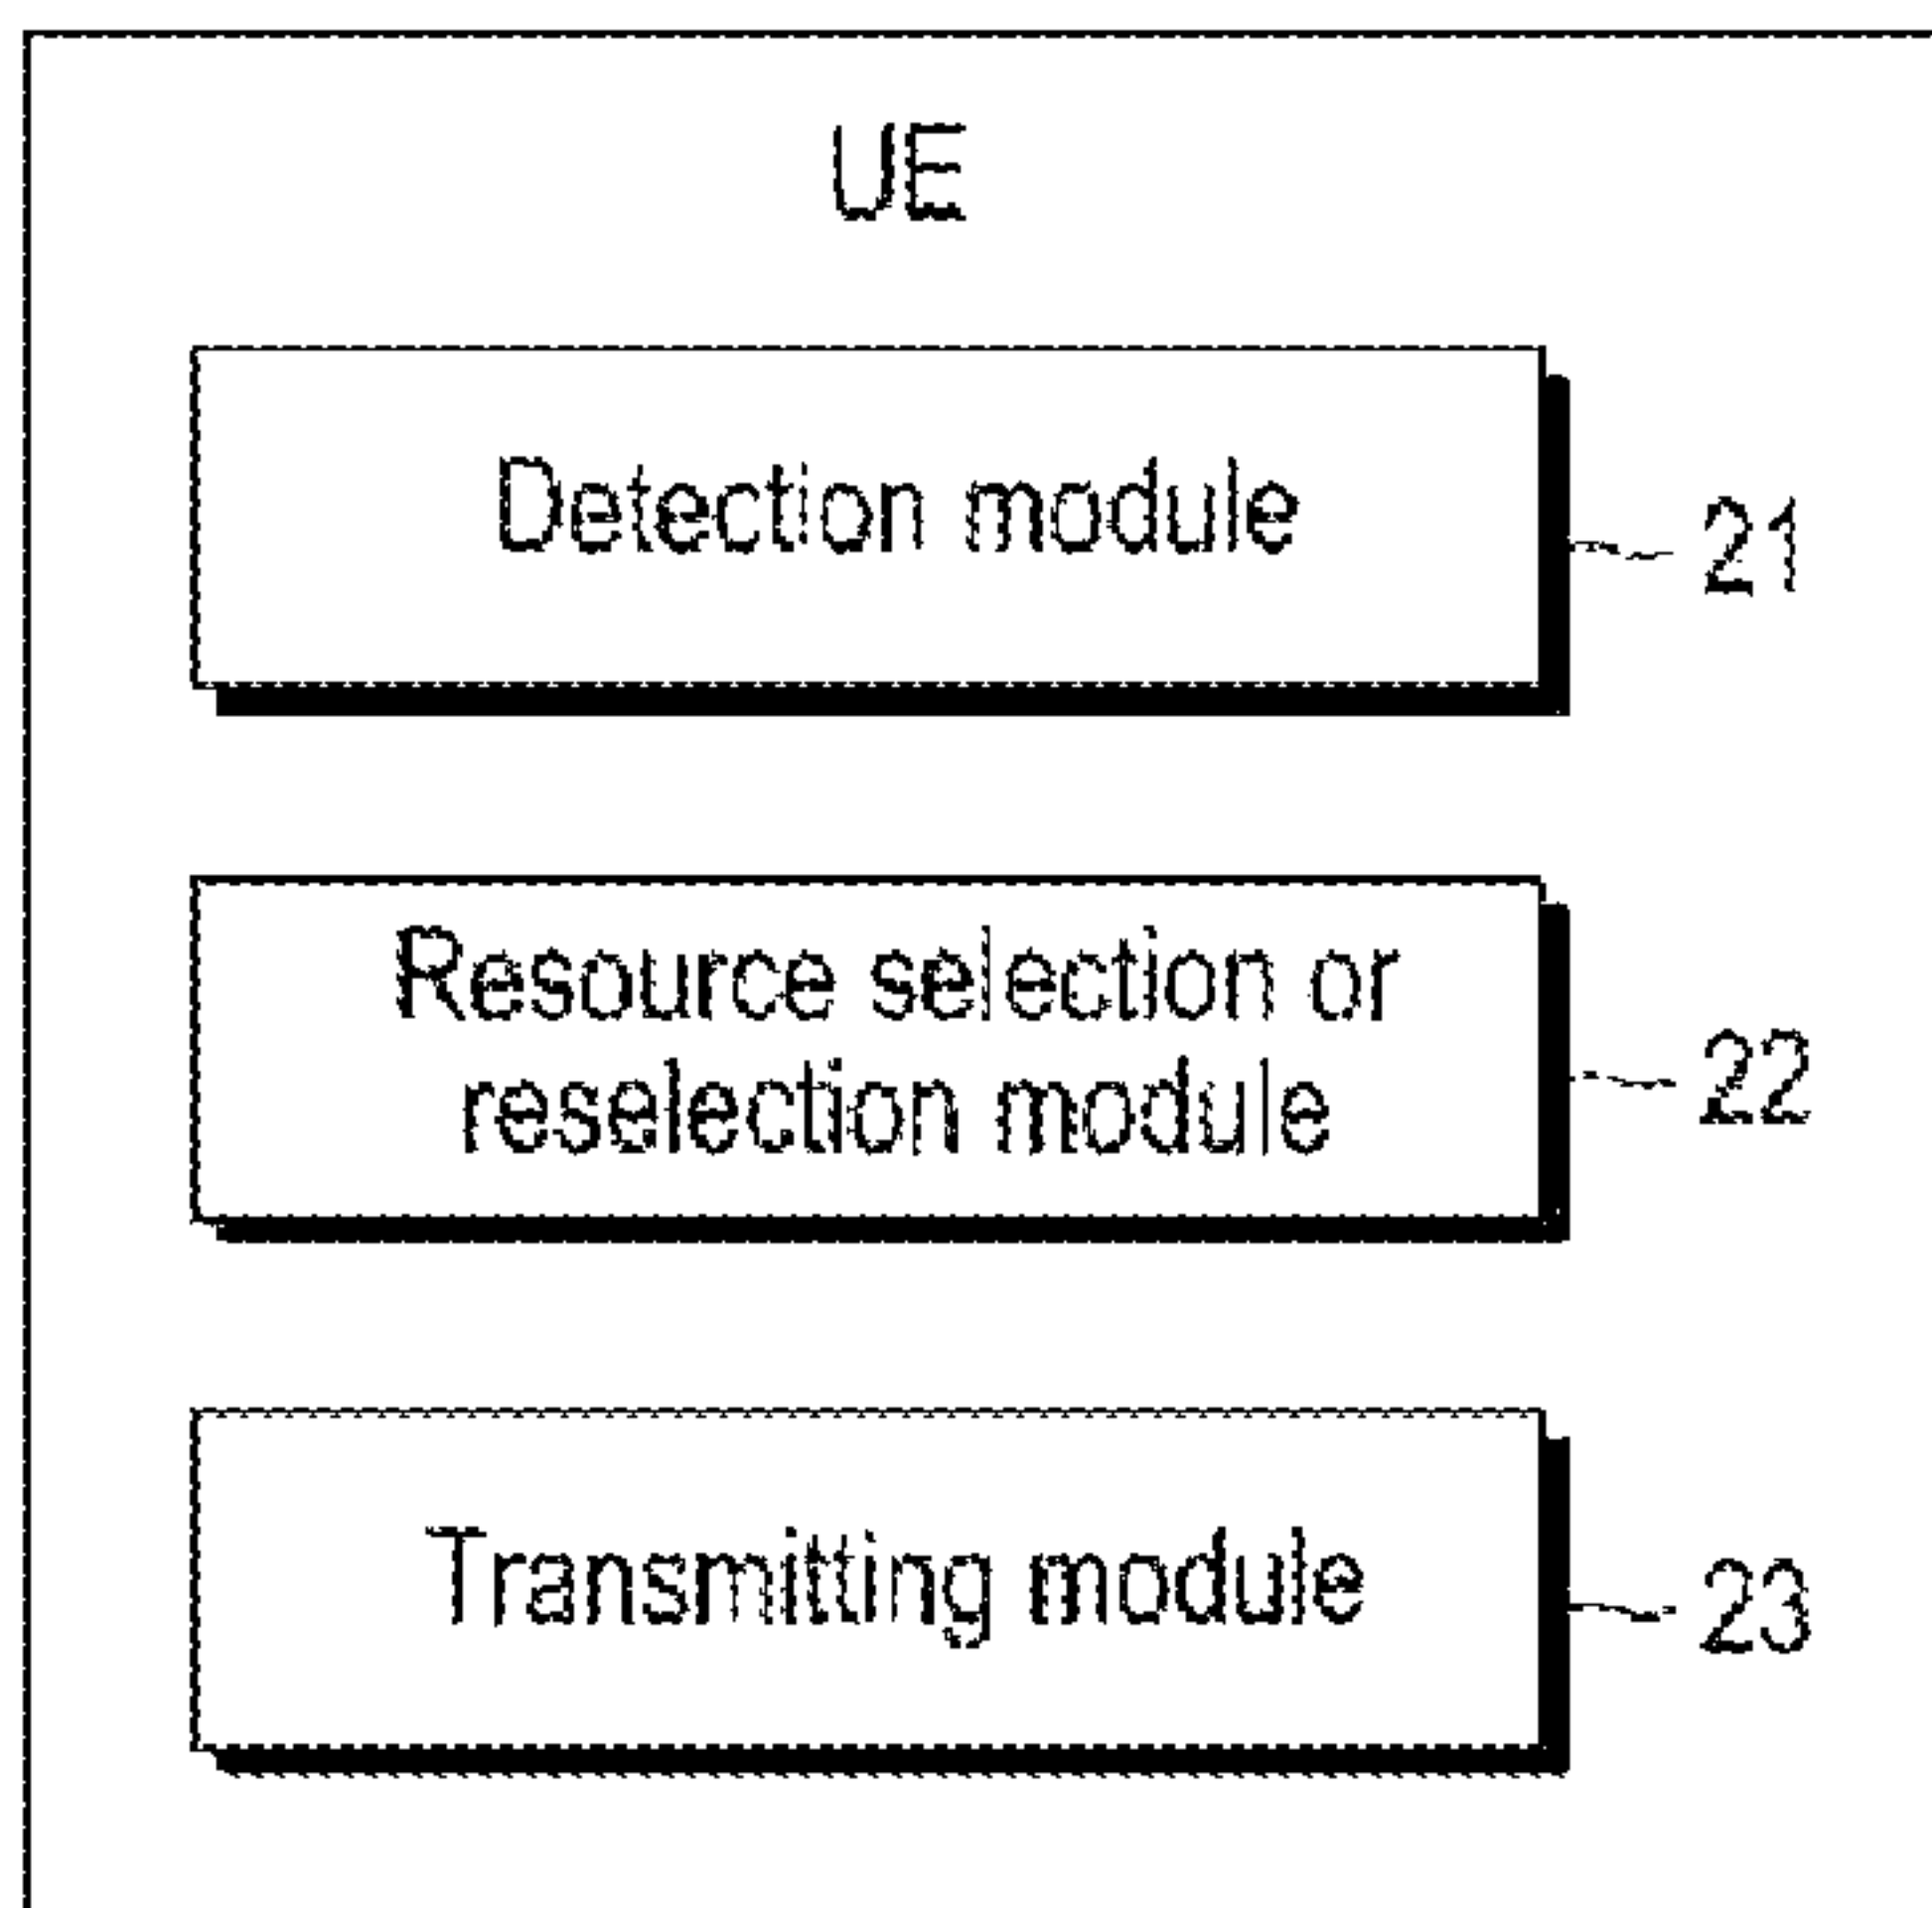 UE
Detection module
21
Resource selection or
reselection module
22
Transmitting module
23